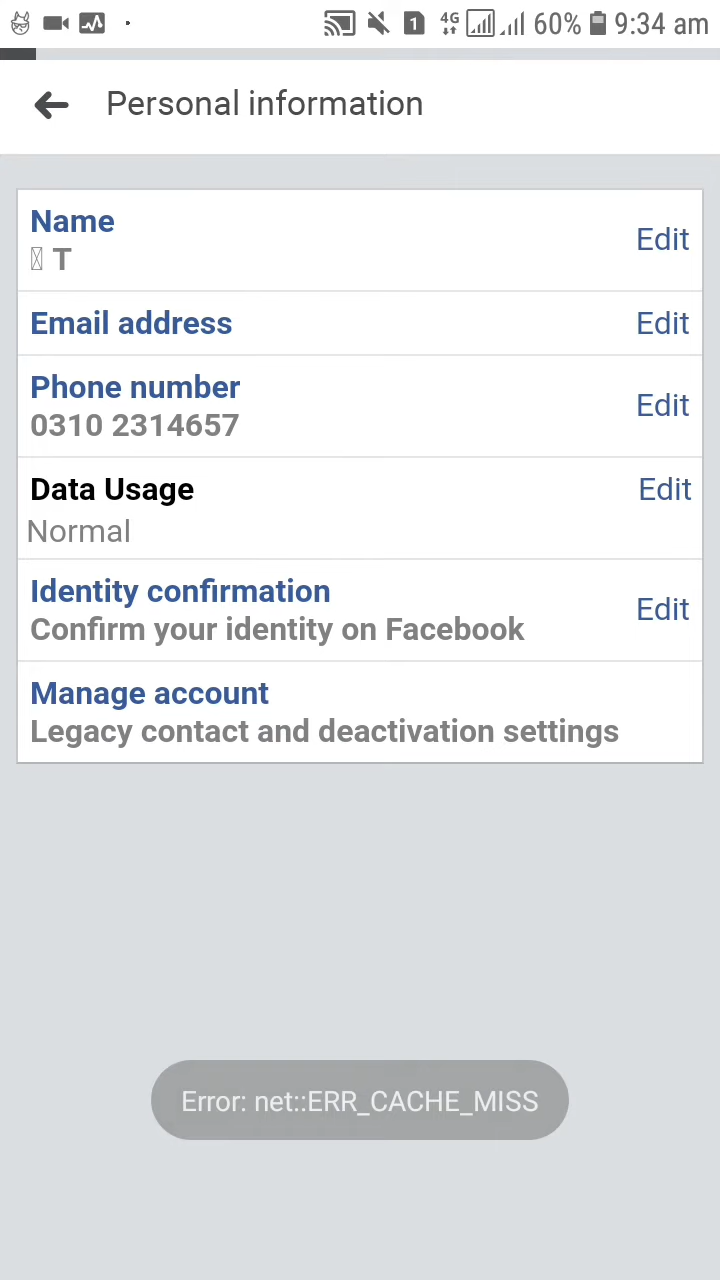 1 4G 60% 9:34 am
Personal information
Name
T
Edit
Email address
Edit
Phone number
0310 2314657
Edit
Data Usage
Edit
Normal
Identity confirmation
Confirm your identity on Facebook
Edit
Manage account
Legacy contact and deactivation settings
Error: net::ERR_CACHE_MISS